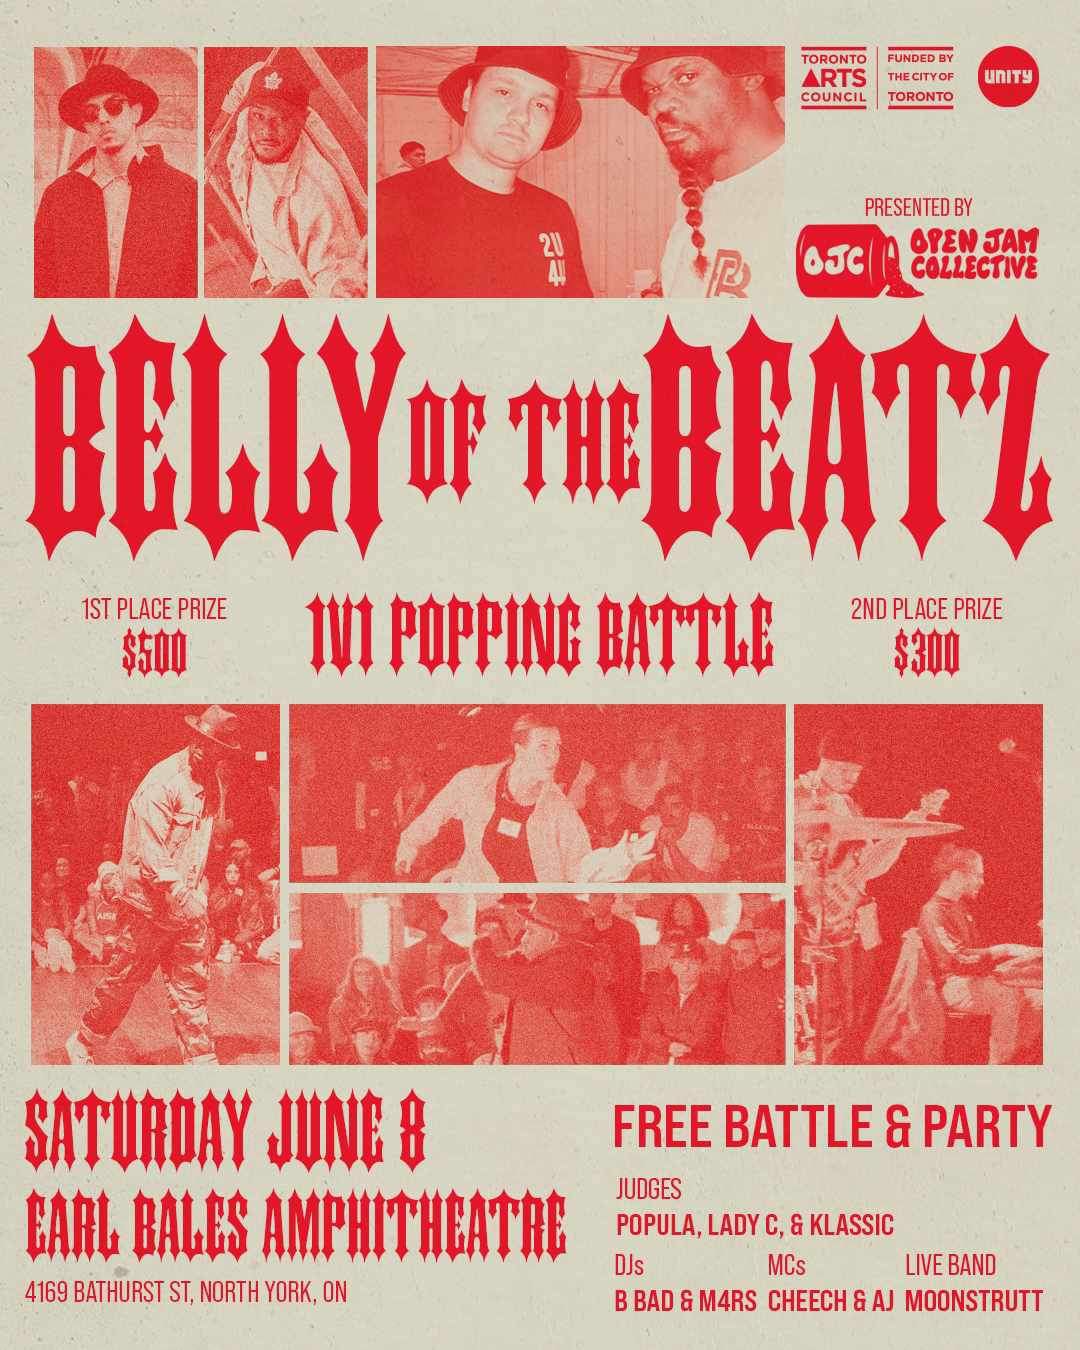 TORONTO
ARTS
COUNCIL
FUNDED BY
THE CITY OF
TORONTO
UNITY
2U
4U
PRESENTED BY
OJC
OPEN JAM
COLLECTIVE
BELLY OF THE BEATZ
1ST PLACE PRIZE
$500
1V1 POPPING BATTLE
2ND PLACE PRIZE
$300
SATURDAY JUNE 8
EARL BALES AMPHITHEATRE
4169 BATHURST ST, NORTH YORK, ON
FREE BATTLE & PARTY
JUDGES
POPULA, LADY C, & KLASSIC
DJs MCs LIVE BAND
B BAD & M4RS CHEECH & AJ MOONSTRUTT